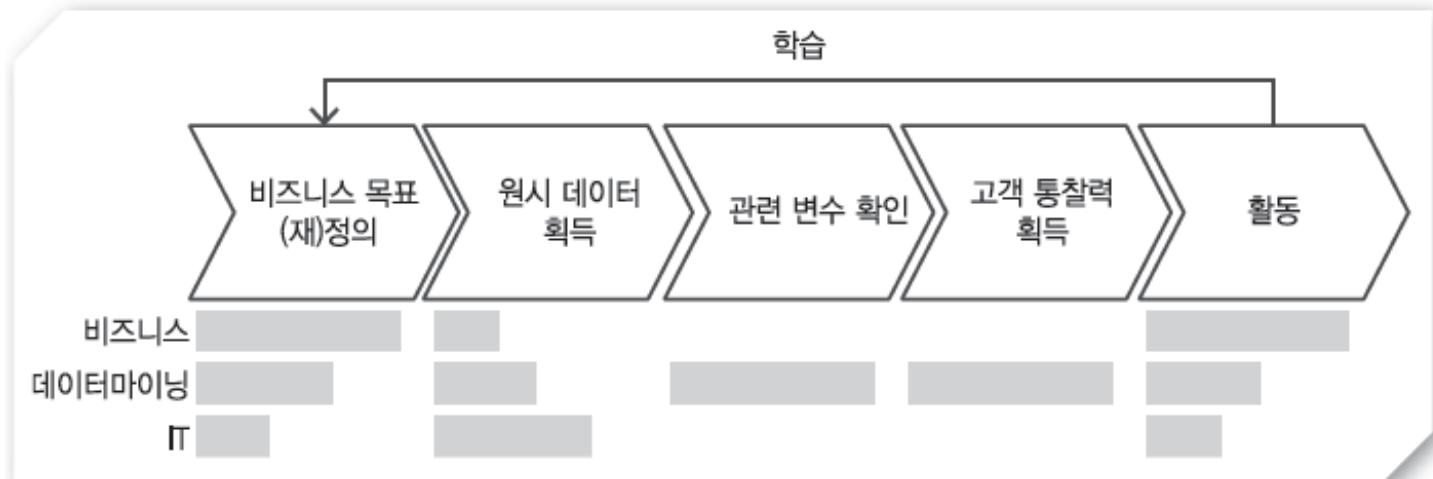 학습
비즈니스 목표
(재)정의
원시 데이터
획득
관련 변수 확인
고객 통찰력
획득
활동
비즈니스
데이터마이닝
IT